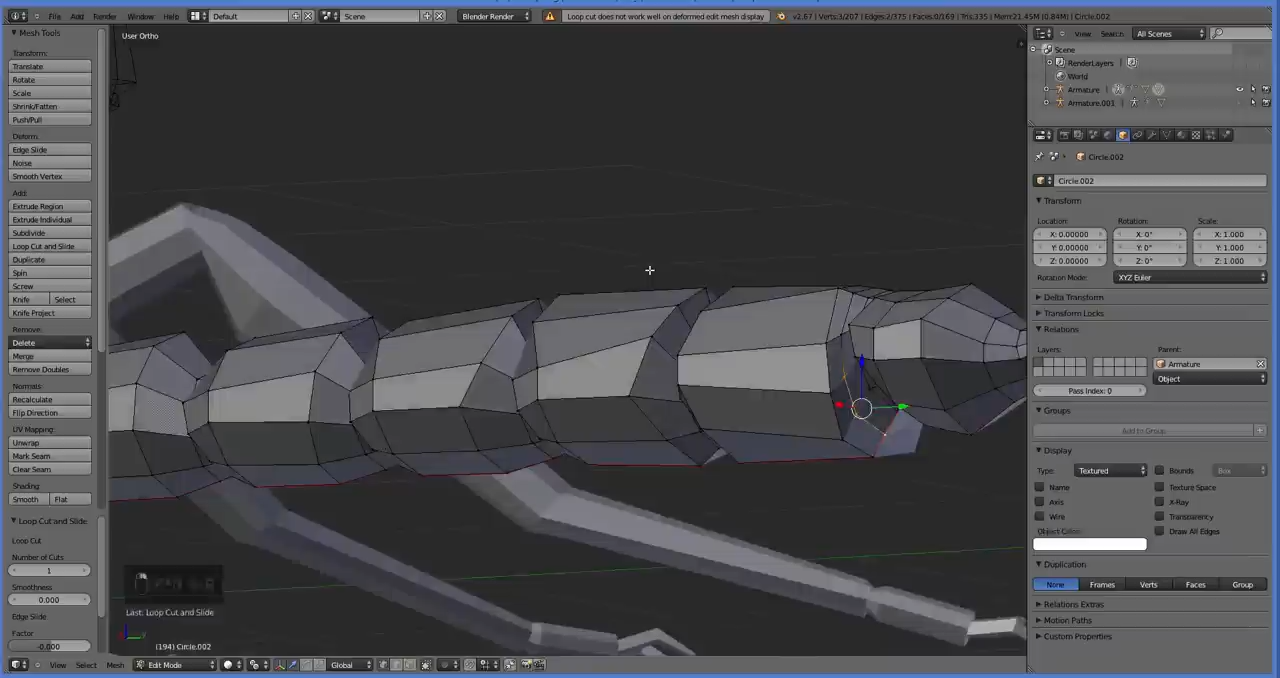 File Add Render Window Help Default Scene Blender Render Loop cut does not work well on deformed edit mesh display v2.67 | Verts:3/207 | Edges:2/375 | Faces:0/169 | Tris:335 | Mem:21.45M (0.84M) | Circle.002
Mesh Tools
Transform:
Translate
Rotate
Scale
Shrink/Fatten
Push/Pull
Deform:
Edge Slide
Noise
Smooth Vertex
Add:
Extrude Region
Extrude Individual
Subdivide
Loop Cut and Slide
Duplicate
Spin
Screw
Knife Select
Knife Project
Remove:
Delete
Merge
Remove Doubles
Normals:
Recalculate
Flip Direction
UV Mapping:
Unwrap
Mark Seam
Clear Seam
Shading:
Smooth Flat
Loop Cut and Slide
Loop Cut
Number of Cuts
1
Smoothness
0.000
Edge Slide
Factor
-0.000
User Ortho
Last: Loop Cut and Slide
(194) Circle.002
View Select Mesh Edit Mode Global
View Search All Scenes
Scene
RenderLayers
World
Armature
Armature.003
Circle.002
Circle.002
Transform
Location: Rotation: Scale:
X: 0.00000 X: 0° X: 1.000
Y: 0.00000 Y: 0° Y: 1.000
Z: 0.00000 Z: 0° Z: 1.000
Rotation Mode: XYZ Euler
Delta Transform
Transform Locks
Relations
Layers: Parent:
Armature
Object
Pass Index: 0
Groups
Add to Group
Display
Type: Textured Bounds Box
Name Texture Space
Axis X-Ray
Wire Transparency
Object Color: Draw All Edges
Duplication
None Frames Verts Faces Group
Relations Extras
Motion Paths
Custom Properties